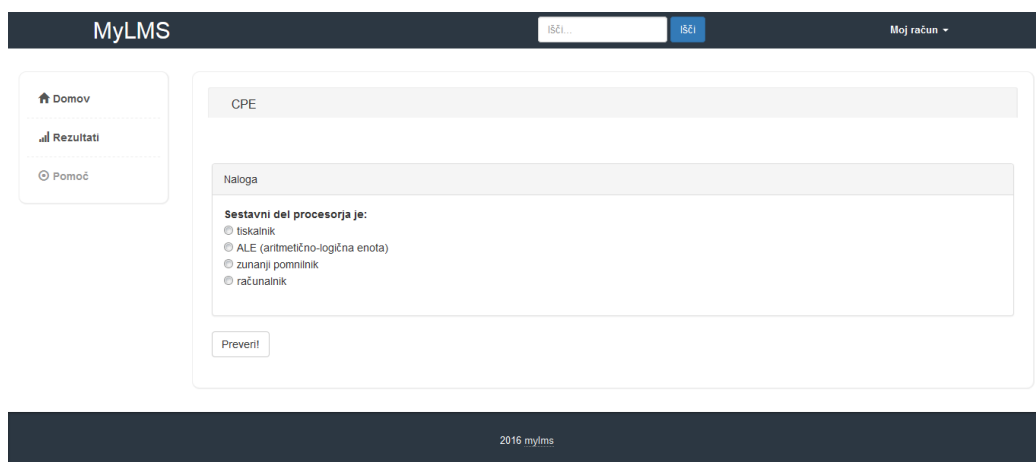 MyLMS
Išči...
Išči
Moj račun
Domov
Rezultati
Pomoč
CPE
Naloga
Sestavni del procesorja je:
tiskalnik
ALE (aritmetično-logična enota)
zunanji pomnilnik
računalnik
Preveri!
2016 mylms